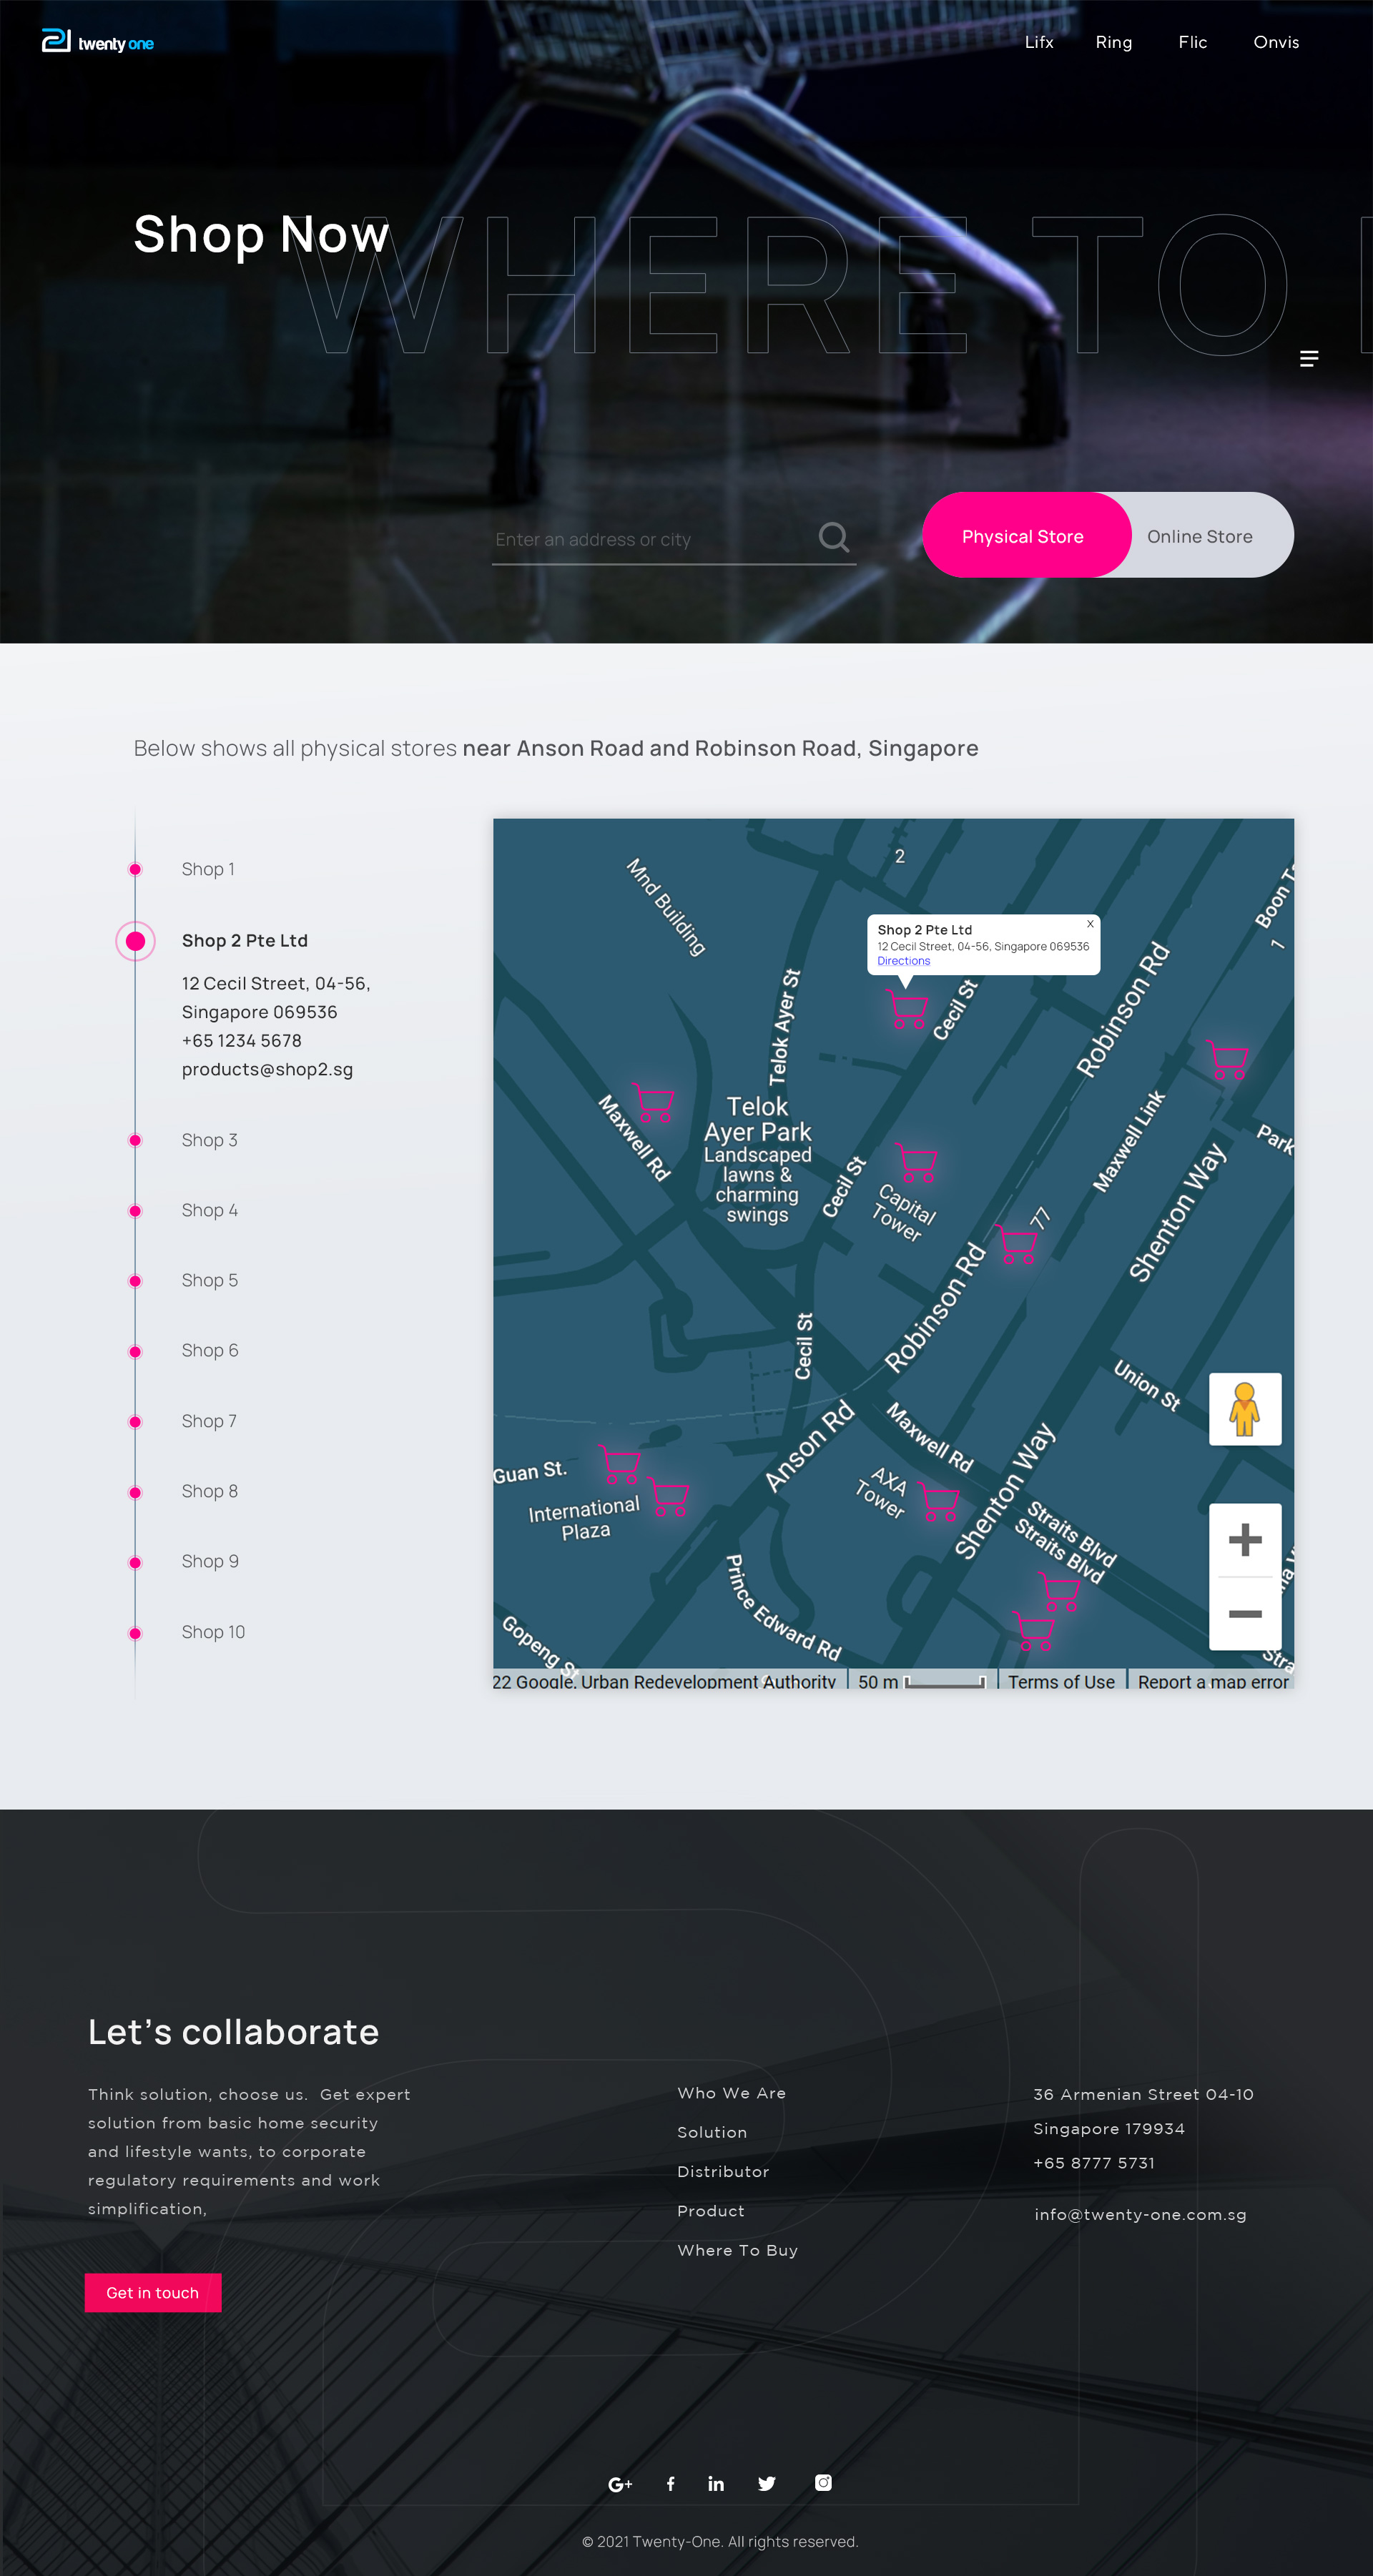 twenty one
Lifx
Ring
Flic
Onvis
Shop Now
WHERE TO
Enter an address or city
Physical Store
Online Store
Below shows all physical stores near Anson Road and Robinson Road, Singapore
Shop 1
Shop 2 Pte Ltd
12 Cecil Street, 04-56,
Singapore 069536
+65 1234 5678
products@shop2.sg
Shop 3
Shop 4
Shop 5
Shop 6
Shop 7
Shop 8
Shop 9
Shop 10
2
Mnd Building
Boon
1
Shop 2 Pte Ltd
X
12 Cecil Street, 04-56, Singapore 069536
Directions
Telok Ayer St
Cecil St
Robinson Rd
Maxwell Rd
Telok
Ayer Park
Landscaped
lawns &
charming
swings
Cecil St
Capital
Tower
Maxwell Link
Park
Shenton Way
77
Robinson Rd
Cecil St
Union St
Anson Rd
Maxwell Rd
Guan St.
International
Plaza
AXA
Tower
Shenton Way
Straits Blvd
Straits Blvd
Prince Edward Rd
Gopeng St
Stra
22 Google, Urban Redevelopment Authority
50 m
Terms of Use
Report a map error
Let's collaborate
Think solution, choose us. Get expert
solution from basic home security
and lifestyle wants, to corporate
regulatory requirements and work
simplification,
Get in touch
Who We Are
Solution
Distributor
Product
Where To Buy
36 Armenian Street 04-10
Singapore 179934
+65 8777 5731
info@twenty-one.com.sg
G+
f
in
© 2021 Twenty-One. All rights reserved.